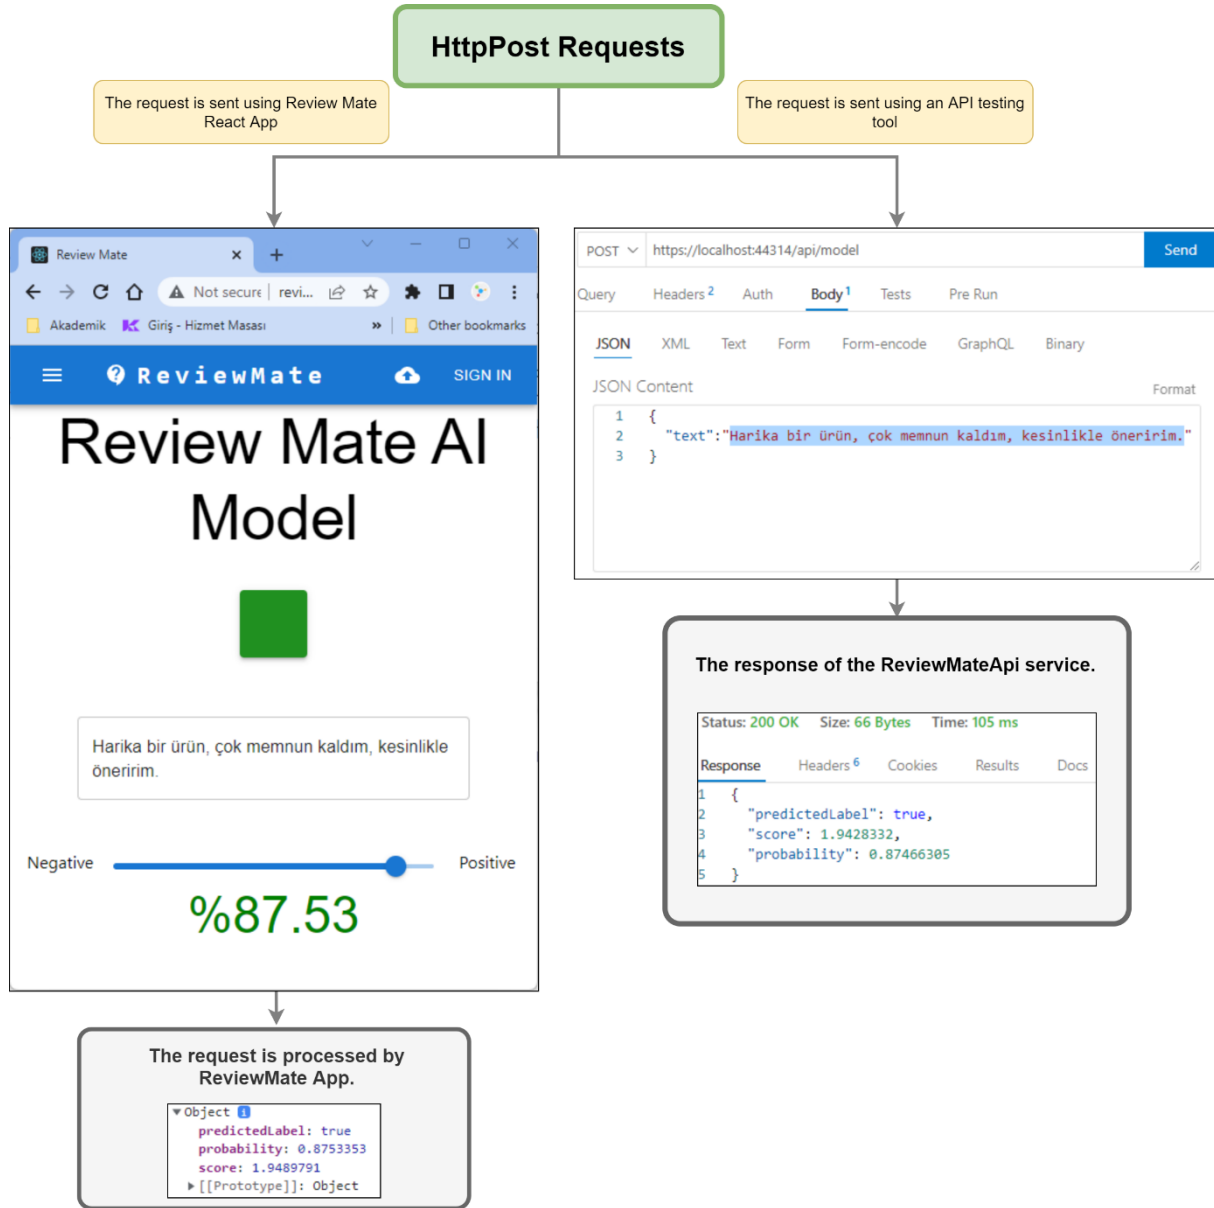 HttpPost Requests
The request is sent using Review Mate
React App
The request is sent using an API testing
tool
Review Mate
Not secure
revi...
Akademik
Giriş - Hizmet Masası
»
Other bookmarks
ReviewMate
SIGN IN
Review Mate AI
Model
Harika bir ürün, çok memnun kaldım, kesinlikle
öneririm.
Negative
Positive
%87.53
The request is processed by
ReviewMate App.
Object
predictedLabel: true
probability: 0.8753353
score: 1.9489791
[[Prototype]]: Object
POST https://localhost:44314/api/model Send
Query Headers 2 Auth Body 1 Tests Pre Run
JSON XML Text Form Form-encode GraphQL Binary
JSON Content
Format
1 {
2 "text":"Harika bir ürün, çok memnun kaldım, kesinlikle öneririm."
3 }
The response of the ReviewMateApi service.
Status: 200 OK Size: 66 Bytes Time: 105 ms
Response Headers 6 Cookies Results Docs
1 {
2 "predictedLabel": true,
3 "score": 1.9428332,
4 "probability": 0.87466305
5 }